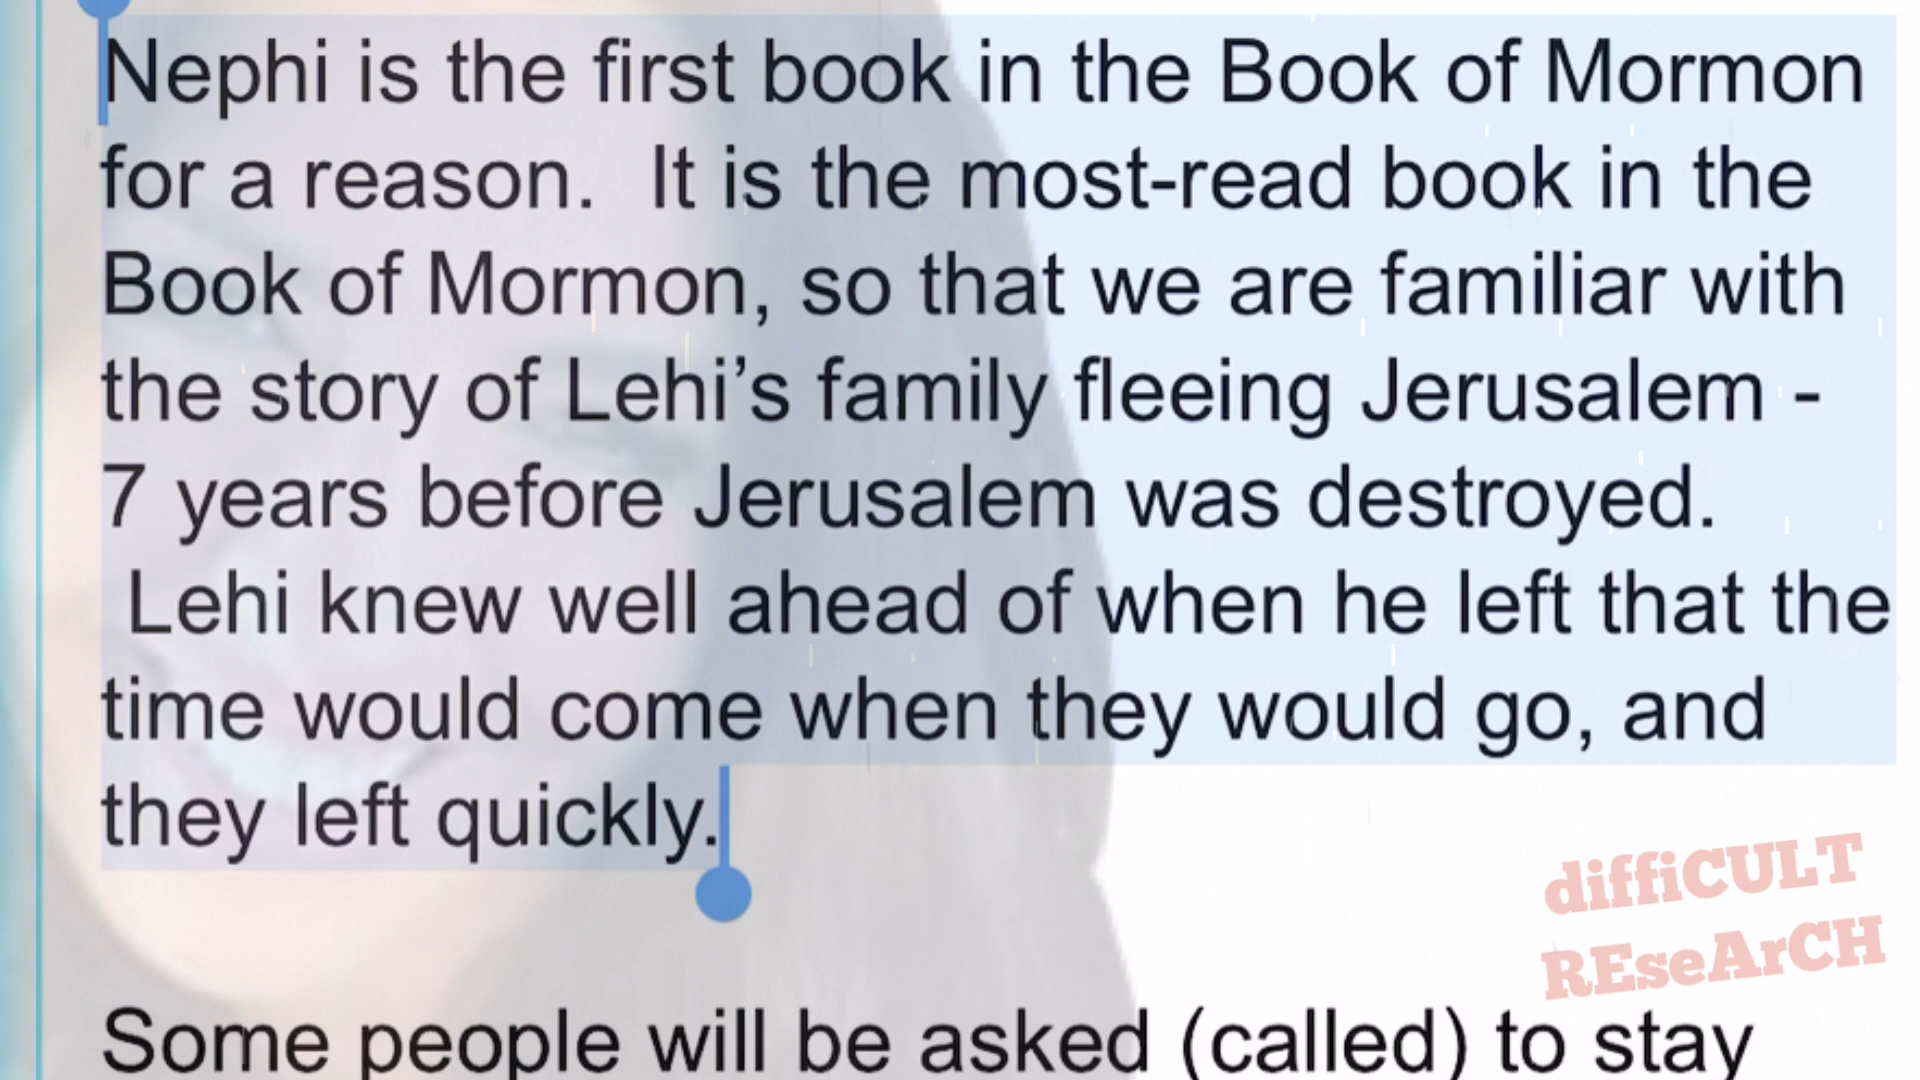 Nephi is the first book in the Book of Mormon
for a reason.  It is the most-read book in the
Book of Mormon, so that we are familiar with
the story of Lehi’s family fleeing Jerusalem -
7 years before Jerusalem was destroyed.
Lehi knew well ahead of when he left that the
time would come when they would go, and
they left quickly.
diffiCULT
REseArCH
Some people will be asked (called) to stay